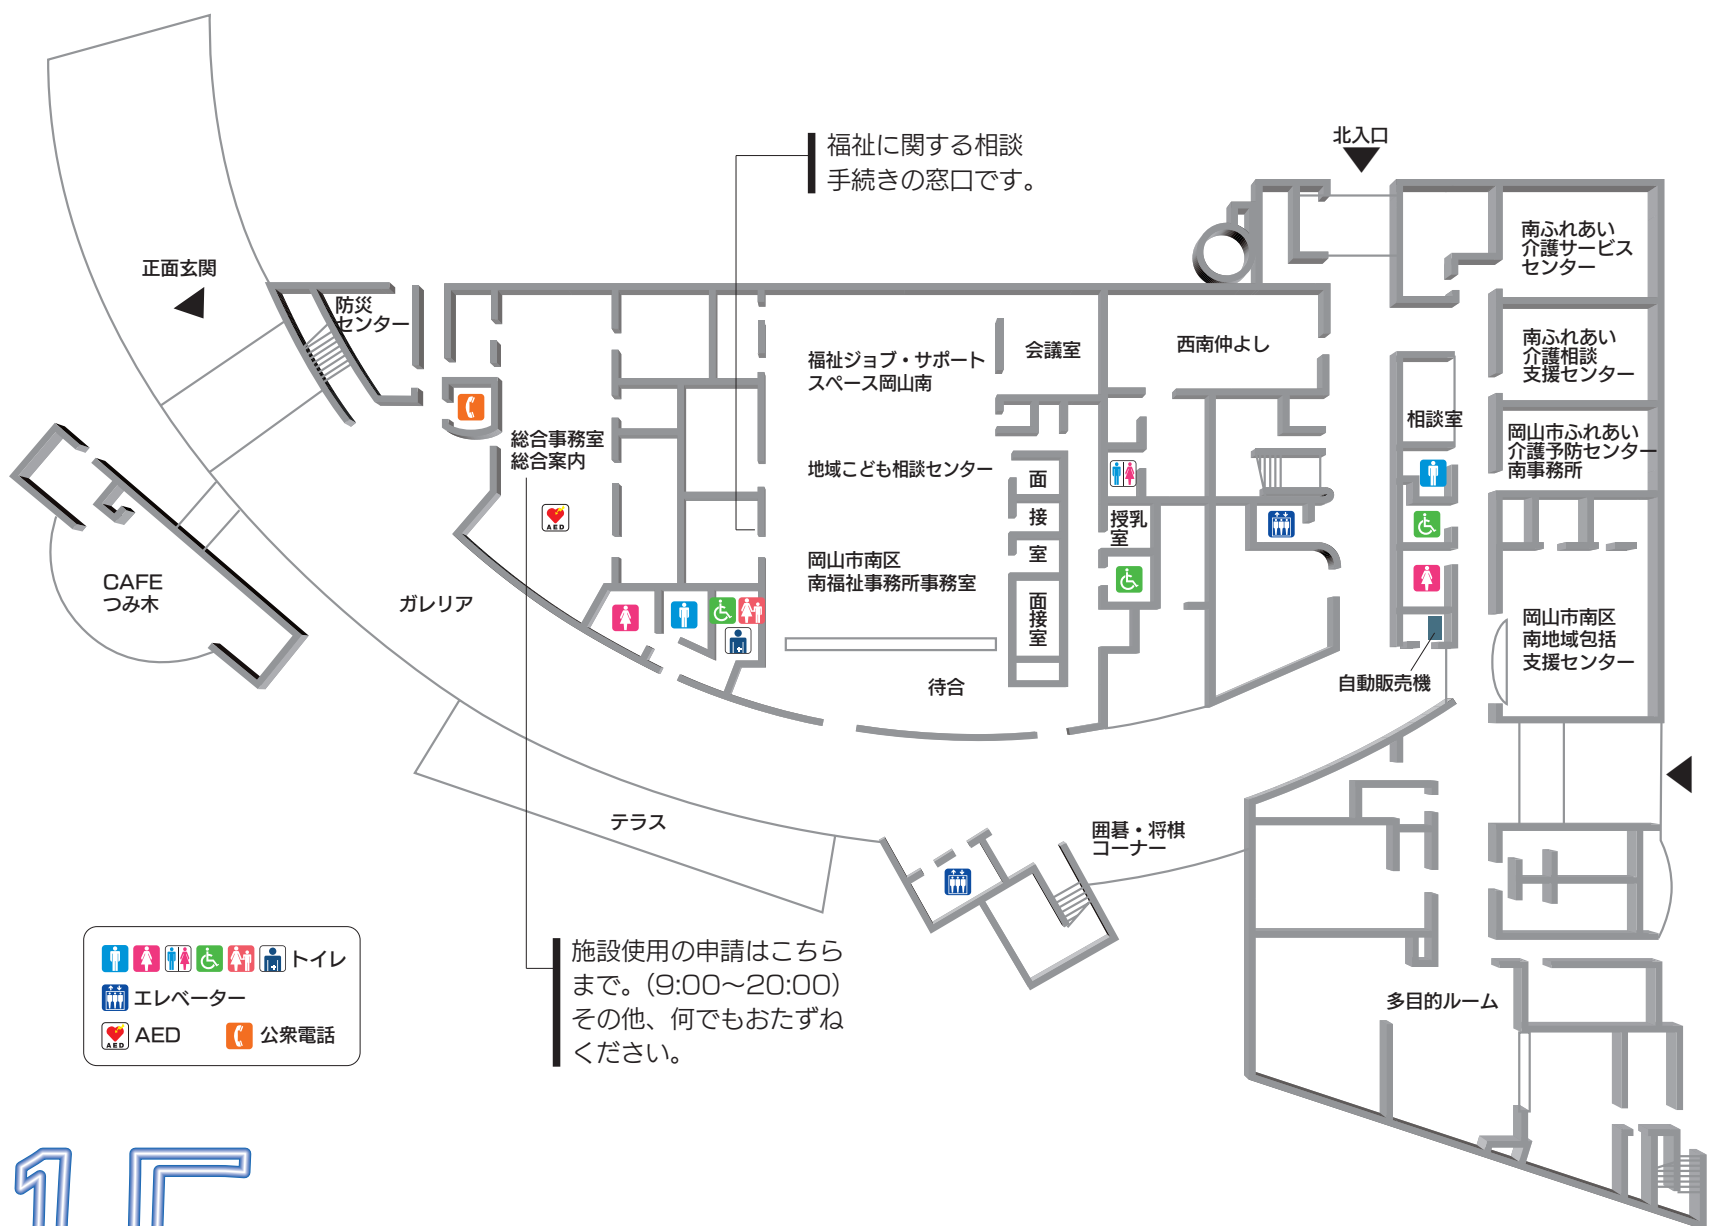 福祉に関する相談
手続きの窓口です。
北入口
正面玄関
防災
センター
南ふれあい
介護サービス
センター
南ふれあい
介護相談
支援センター
福祉ジョブ・サポート
スペース岡山南
会議室
西南仲よし
相談室
岡山市ふれあい
介護予防センター
南事務所
総合事務室
総合案内
地域こども相談センター
面
接
室
授乳
室
AED
岡山市南区
南福祉事務所事務室
面
接
室
CAFE
つみ木
ガレリア
岡山市南区
南地域包括
支援センター
待合
自動販売機
テラス
囲碁・将棋
コーナー
多目的ルーム
施設使用の申請はこちら
まで。(9:00〜20:00)
その他、何でもおたずね
ください。
トイレ
エレベーター
AED
AED
公衆電話